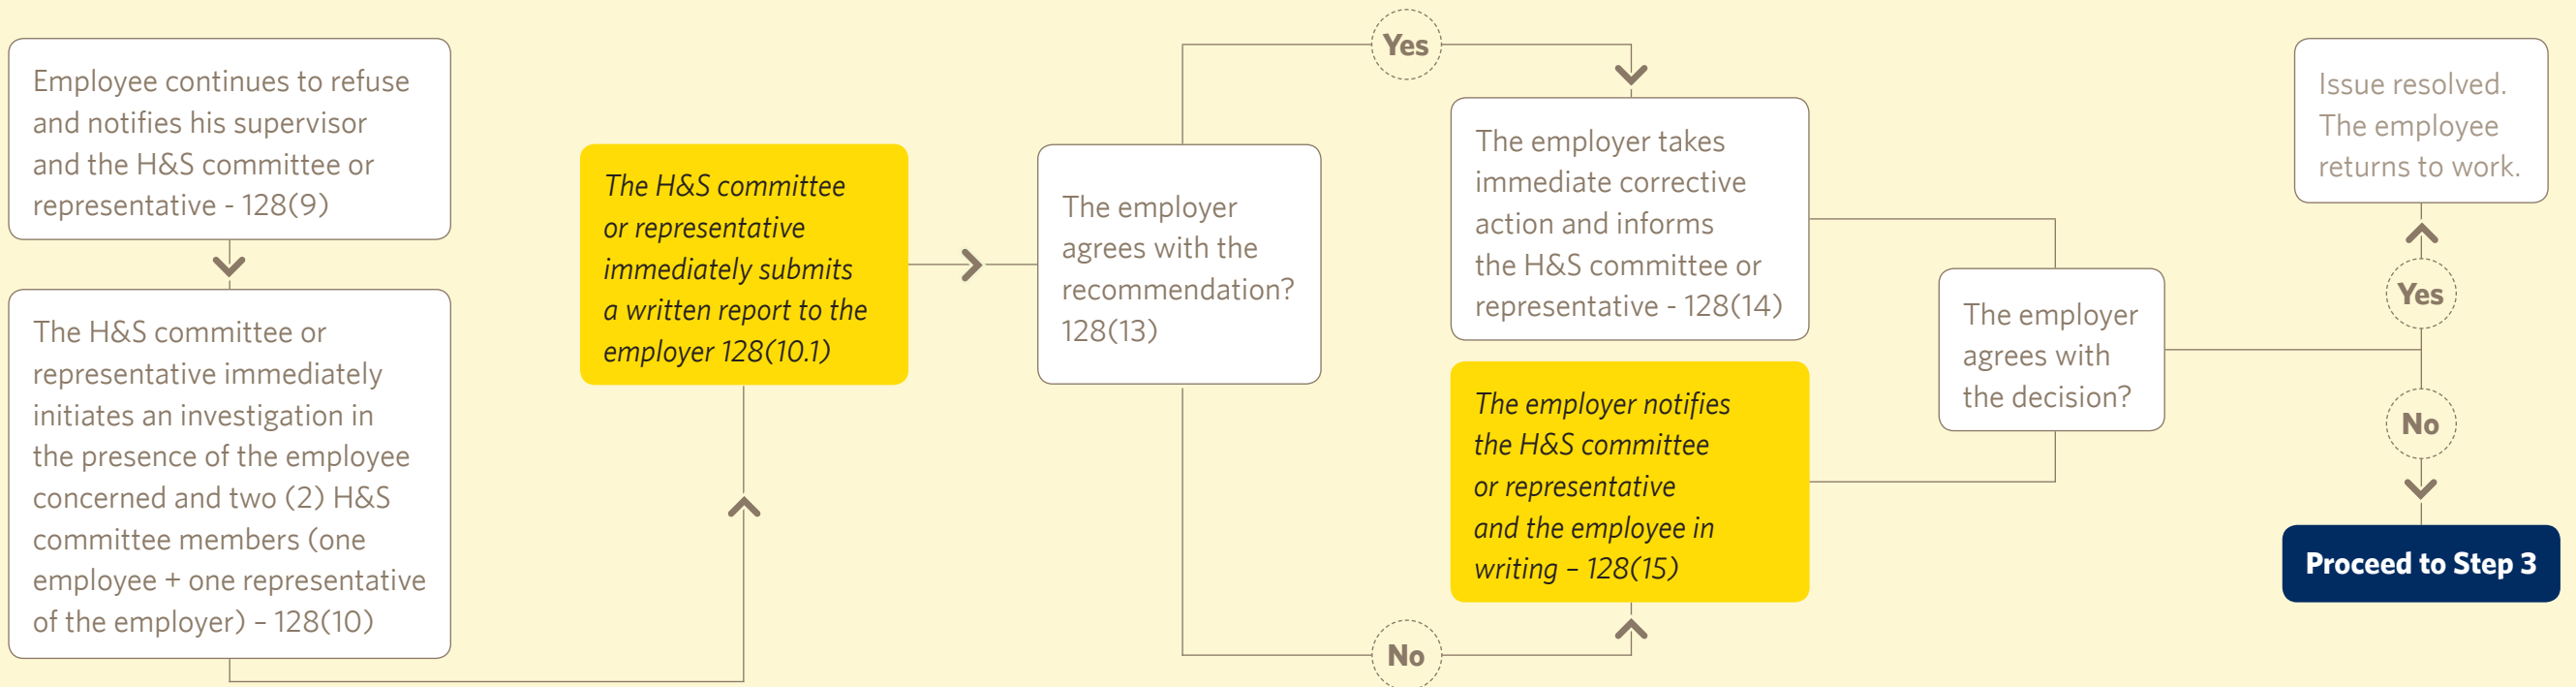 Employee continues to refuse
and notifies his supervisor
and the H&S committee or
representative - 128(9)
The H&S committee or
representative immediately
initiates an investigation in
the presence of the employee
concerned and two (2) H&S
committee members (one
employee + one representative
of the employer) – 128(10)
The H&S committee
or representative
immediately submits
a written report to the
employer 128(10.1)
The employer
agrees with the
recommendation?
128(13)
Yes
The employer takes
immediate corrective
action and informs
the H&S committee or
representative - 128(14)
No
The employer notifies
the H&S committee
or representative
and the employee in
writing – 128(15)
The employer
agrees with
the decision?
Yes
Issue resolved.
The employee
returns to work.
No
Proceed to Step 3